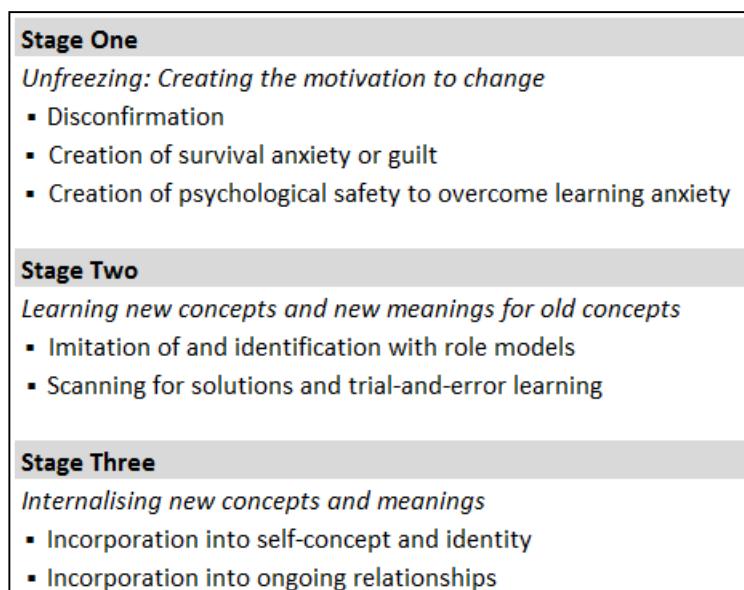 Stage One
Unfreezing: Creating the motivation to change
▪ Disconfirmation
▪ Creation of survival anxiety or guilt
▪ Creation of psychological safety to overcome learning anxiety
Stage Two
Learning new concepts and new meanings for old concepts
▪ Imitation of and identification with role models
▪ Scanning for solutions and trial-and-error learning
Stage Three
Internalising new concepts and meanings
▪ Incorporation into self-concept and identity
▪ Incorporation into ongoing relationships